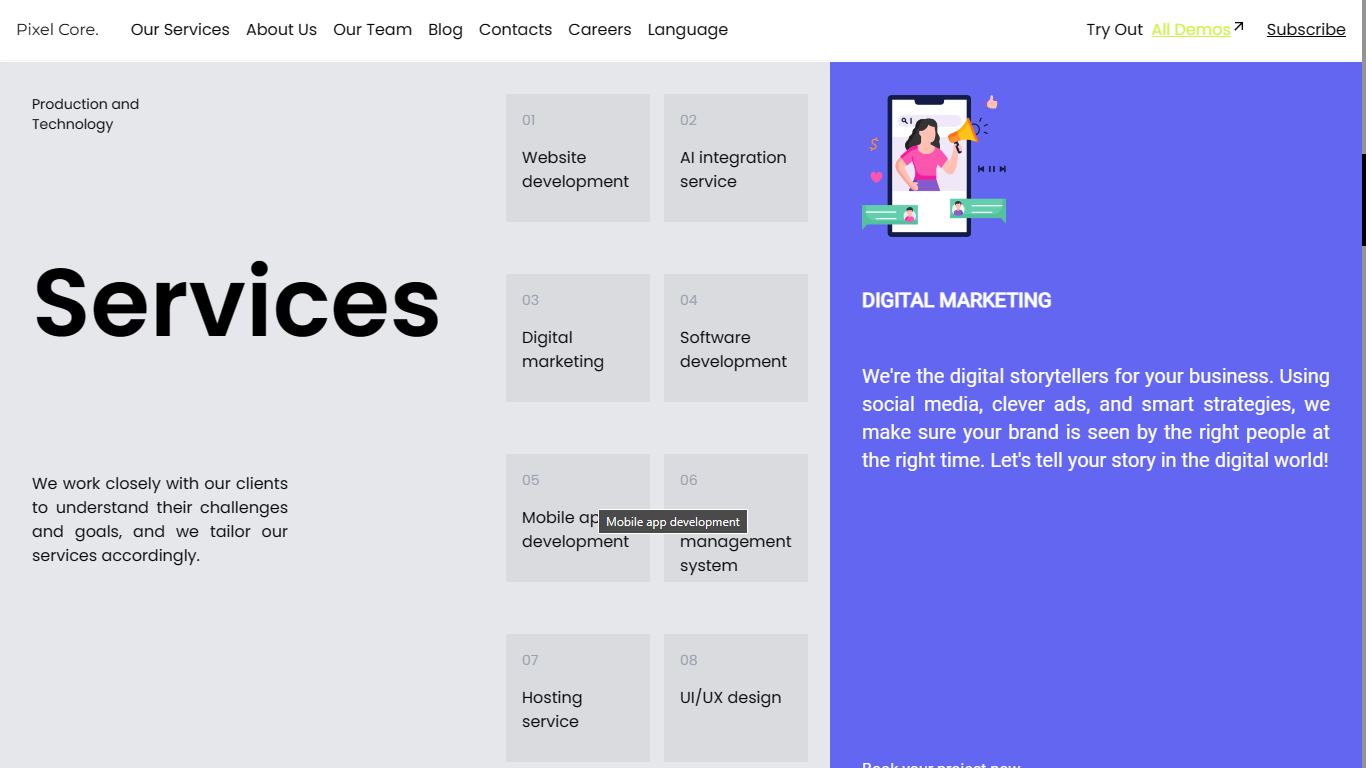 Pixel Core. Our Services About Us Our Team Blog Contacts Careers Language Try Out All Demos Subscribe
Production and
Technology
Services
We work closely with our clients
to understand their challenges
and goals, and we tailor our
services accordingly.
01
Website
development
02
AI integration
service
03
Digital
marketing
04
Software
development
05
Mobile ap
development
Mobile app development
06
management
system
07
Hosting
service
08
UI/UX design
DIGITAL MARKETING
We're the digital storytellers for your business. Using
social media, clever ads, and smart strategies, we
make sure your brand is seen by the right people at
the right time. Let's tell your story in the digital world!
Book your project now